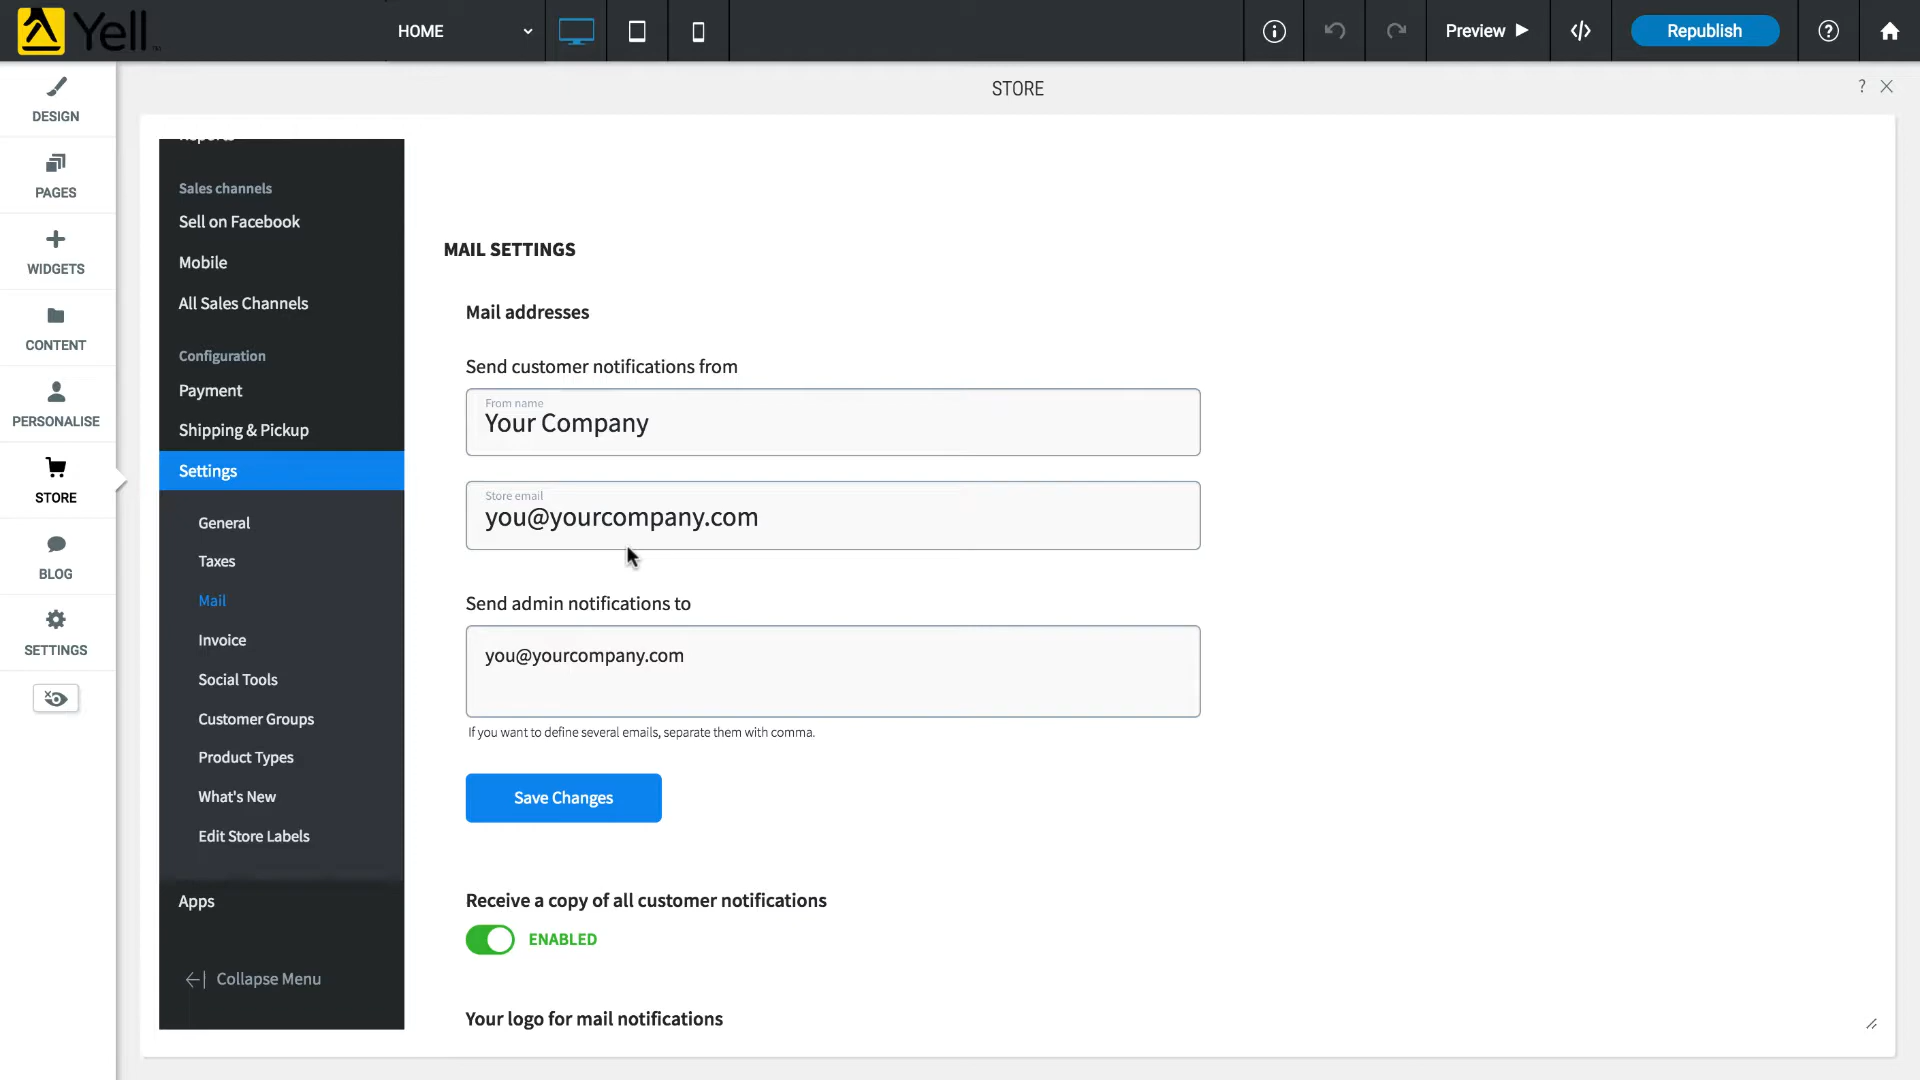 Yell
HOME
Preview
Republish
STORE
?
DESIGN
PAGES
WIDGETS
CONTENT
PERSONALISE
STORE
BLOG
SETTINGS
Reports
Sales channels
Sell on Facebook
Mobile
All Sales Channels
Configuration
Payment
Shipping & Pickup
Settings
General
Taxes
Mail
Invoice
Social Tools
Customer Groups
Product Types
What's New
Edit Store Labels
Apps
Collapse Menu
MAIL SETTINGS
Mail addresses
Send customer notifications from
From name
Your Company
Store email
you@yourcompany.com
Send admin notifications to
you@yourcompany.com
If you want to define several emails, separate them with comma.
Save Changes
Receive a copy of all customer notifications
ENABLED
Your logo for mail notifications